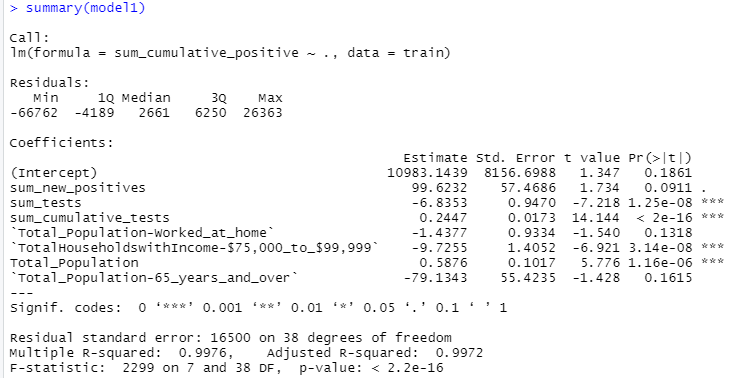 > summary(model1)
Call:
lm(formula = sum_cumulative_positive ~ ., data = train)
Residuals:
   Min     1Q Median     3Q    Max
-66762  -4189   2661   6250  26363
Coefficients:
                                          Estimate Std. Error t value Pr(>|t|)
(Intercept)                             10983.1439  8156.6988   1.347   0.1861
sum_new_positives                          99.6232    57.4686   1.734   0.0911 .
sum_tests                                  -6.8353     0.9470  -7.218 1.25e-08 ***
sum_cumulative_tests                        0.2447     0.0173  14.144  < 2e-16 ***
`Total_Population-Worked_at_home`          -1.4377     0.9334  -1.540   0.1318
`TotalHouseholdswithIncome-$75,000_to_$99,999`    -9.7255     1.4052  -6.921 3.14e-08 ***
Total_Population                            0.5876     0.1017   5.776 1.16e-06 ***
`Total_Population-65_years_and_over`      -79.1343    55.4235  -1.428   0.1615
---
Signif. codes:  0 ‘***’ 0.001 ‘**’ 0.01 ‘*’ 0.05 ‘.’ 0.1 ‘ ’ 1
Residual standard error: 16500 on 38 degrees of freedom
Multiple R-squared:  0.9976,    Adjusted R-squared:  0.9972
F-statistic:  2299 on 7 and 38 DF,  p-value: < 2.2e-16